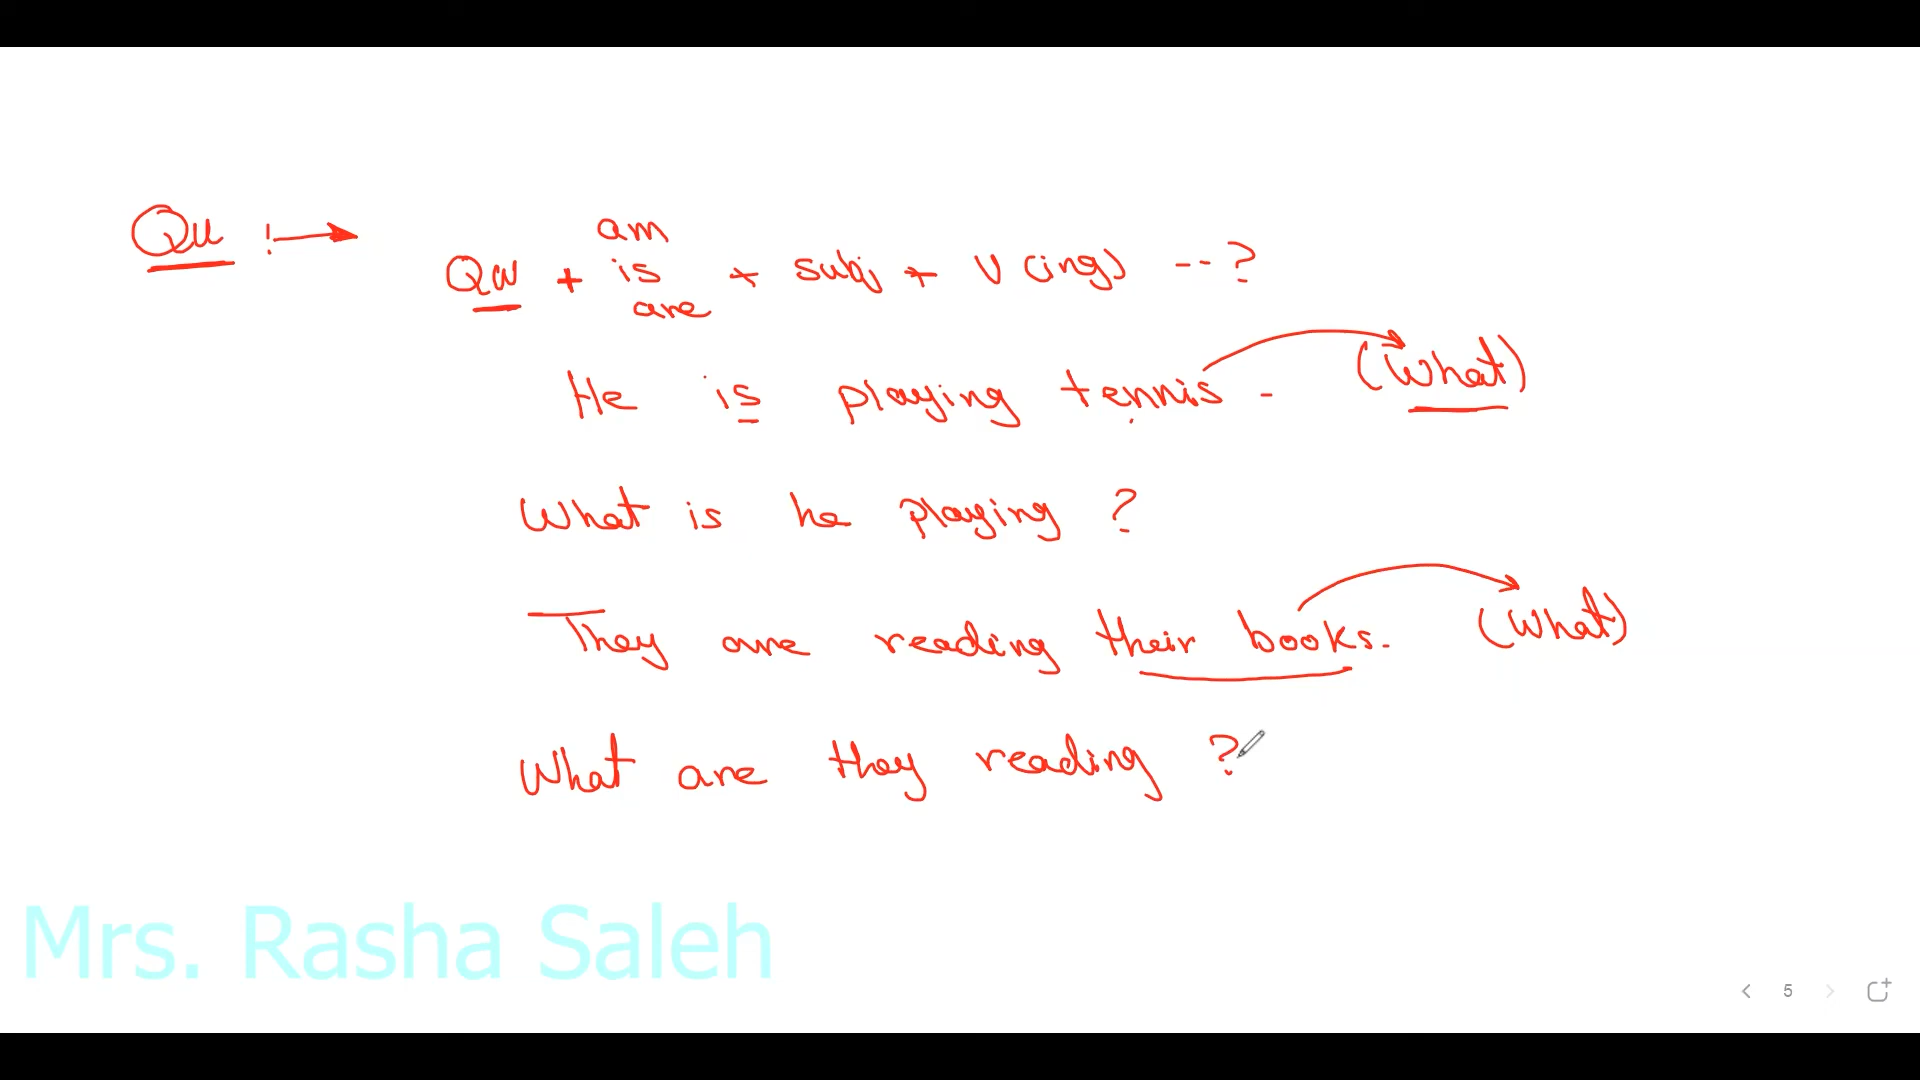 Qu :→
am
QW + is + subj + V (ing) --?
are
He is playing tennis. (What)
What is he playing ?
They are reading their books. (What)
What are they reading ?
Mrs. Rasha Saleh
5